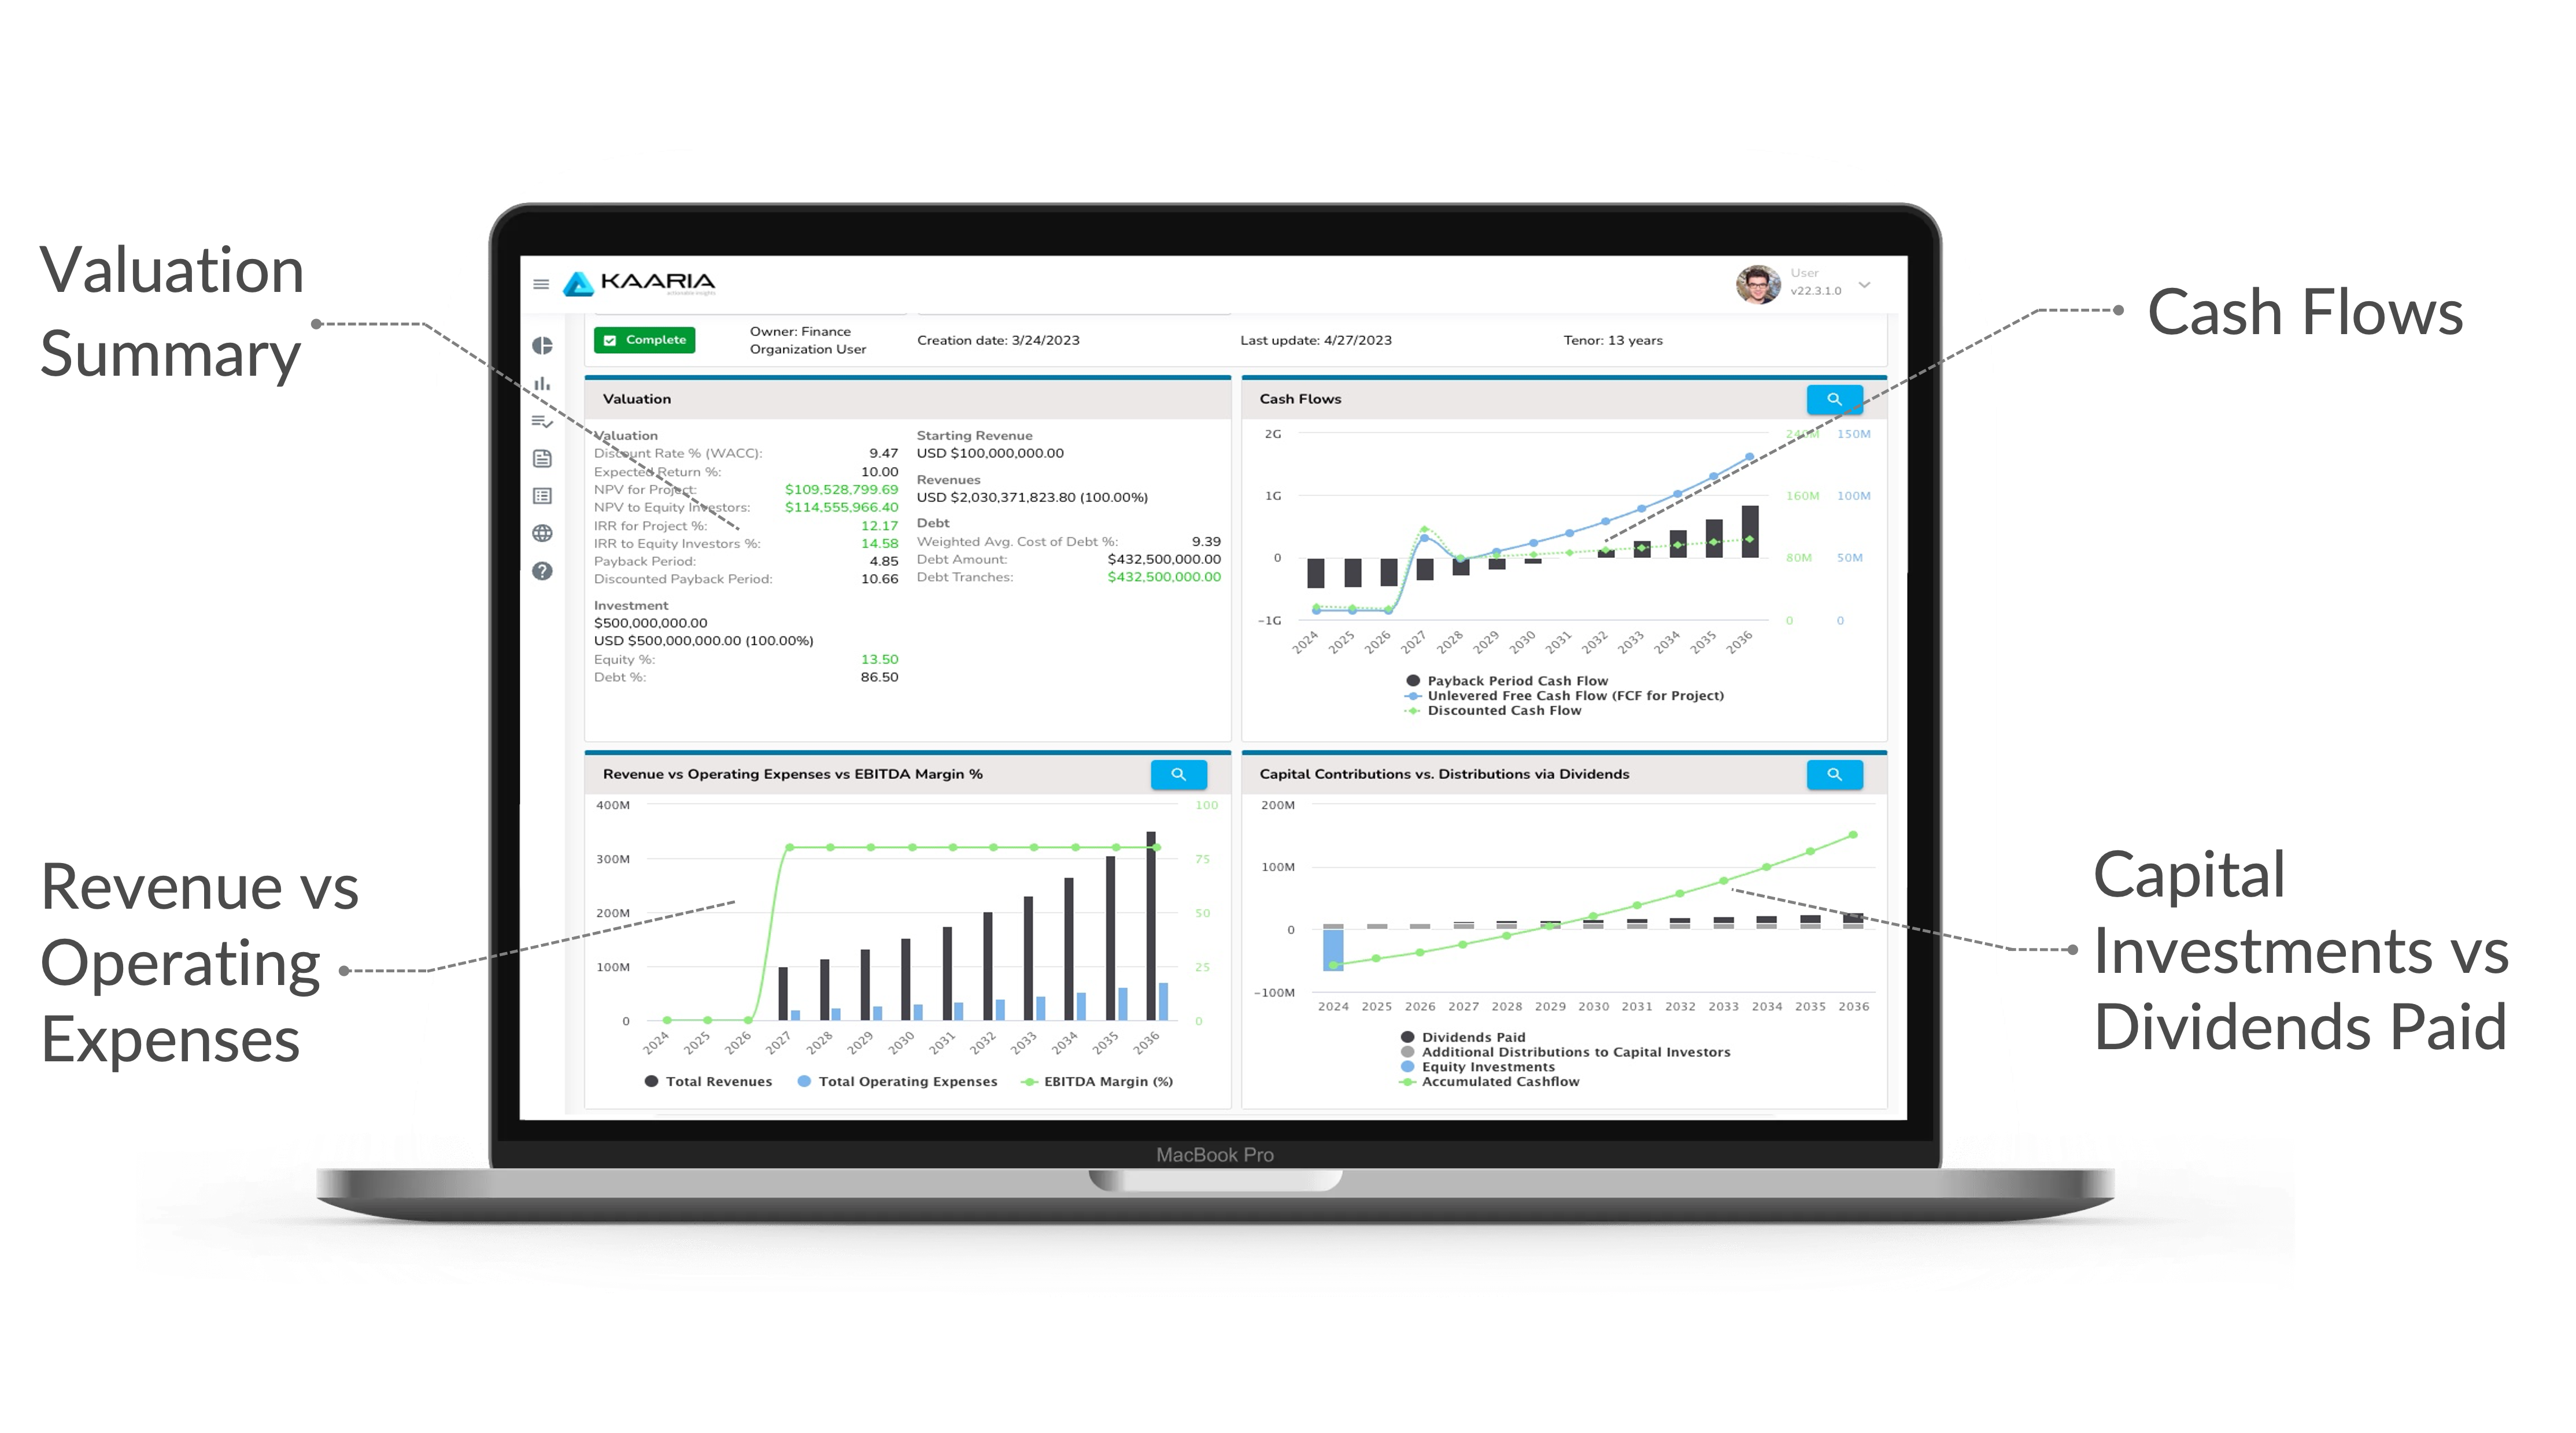 Valuation
Summary
Cash Flows
Revenue vs
Operating
Expenses
Capital
Investments vs
Dividends Paid
KAARIA
actionable insights
User
v22.3.1.0
Complete
Owner: Finance
Organization User
Creation date: 3/24/2023
Last update: 4/27/2023
Tenor: 13 years
Valuation
Valuation
Discount Rate % (WACC): 9.47
Expected Return %: 10.00
NPV for Project: $109,528,799.69
NPV to Equity Investors: $114,555,966.40
IRR for Project %: 12.17
IRR to Equity Investors %: 14.58
Payback Period: 4.85
Discounted Payback Period: 10.66
Investment
$500,000,000.00
USD $500,000,000.00 (100.00%)
Equity %: 13.50
Debt %: 86.50
Starting Revenue
USD $100,000,000.00
Revenues
USD $2,030,371,823.80 (100.00%)
Debt
Weighted Avg. Cost of Debt %: 9.39
Debt Amount: $432,500,000.00
Debt Tranches: $432,500,000.00
Cash Flows
2G 240M 150M
1G 160M 100M
0 80M 50M
−1G 0 0
2024 2025 2026 2027 2028 2029 2030 2031 2032 2033 2034 2035 2036
Payback Period Cash Flow
Unlevered Free Cash Flow (FCF for Project)
Discounted Cash Flow
Revenue vs Operating Expenses vs EBITDA Margin %
400M 100
300M 75
200M 50
100M 25
0 0
2024 2025 2026 2027 2028 2029 2030 2031 2032 2033 2034 2035 2036
Total Revenues Total Operating Expenses EBITDA Margin (%)
Capital Contributions vs. Distributions via Dividends
200M
100M
0
−100M
2024 2025 2026 2027 2028 2029 2030 2031 2032 2033 2034 2035 2036
Dividends Paid
Additional Distributions to Capital Investors
Equity Investments
Accumulated Cashflow
MacBook Pro